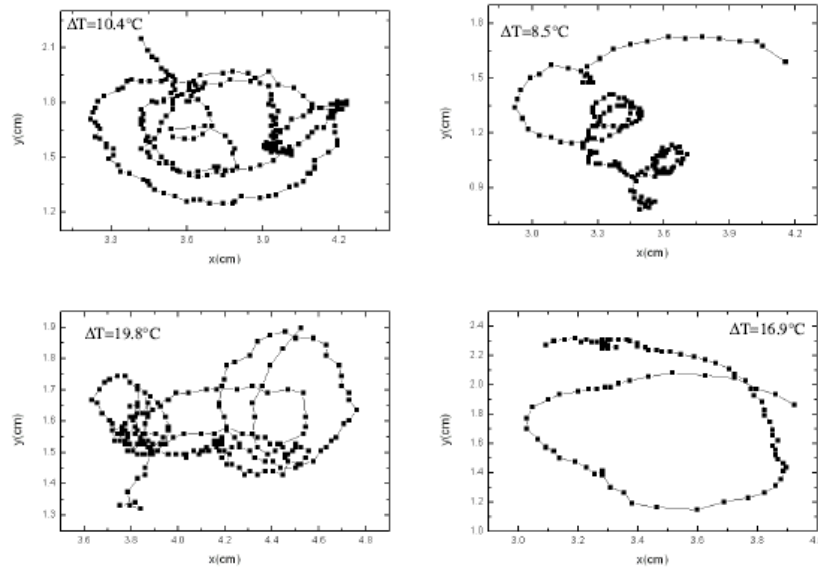 ΔT=10.4°C
2.1
1.8
1.5
1.2
y(cm)
3.3 3.6 3.9 4.2
x(cm)
ΔT=8.5°C
1.8
1.5
1.2
0.9
y(cm)
3.0 3.3 3.6 3.9 4.2
x(cm)
ΔT=19.8°C
1.9
1.8
1.7
1.6
1.5
1.4
1.3
y(cm)
3.6 3.8 4.0 4.2 4.4 4.6 4.8
x(cm)
ΔT=16.9°C
2.4
2.2
2.0
1.8
1.6
1.4
1.2
1.0
y(cm)
3.0 3.2 3.4 3.6 3.8
x(cm)